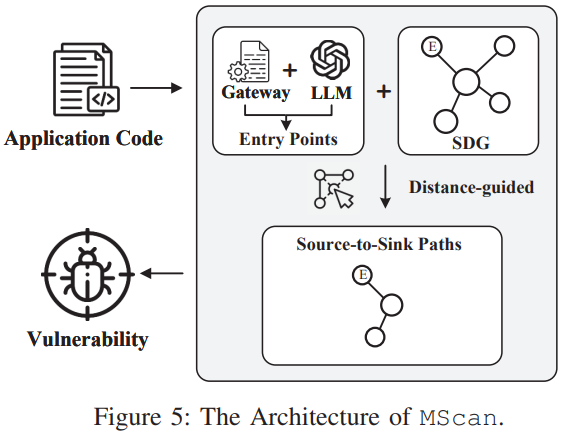 Application Code
Gateway + LLM
Entry Points
+
E
SDG
Distance-guided
Source-to-Sink Paths
E
</>
Vulnerability
Figure 5: The Architecture of MScan.